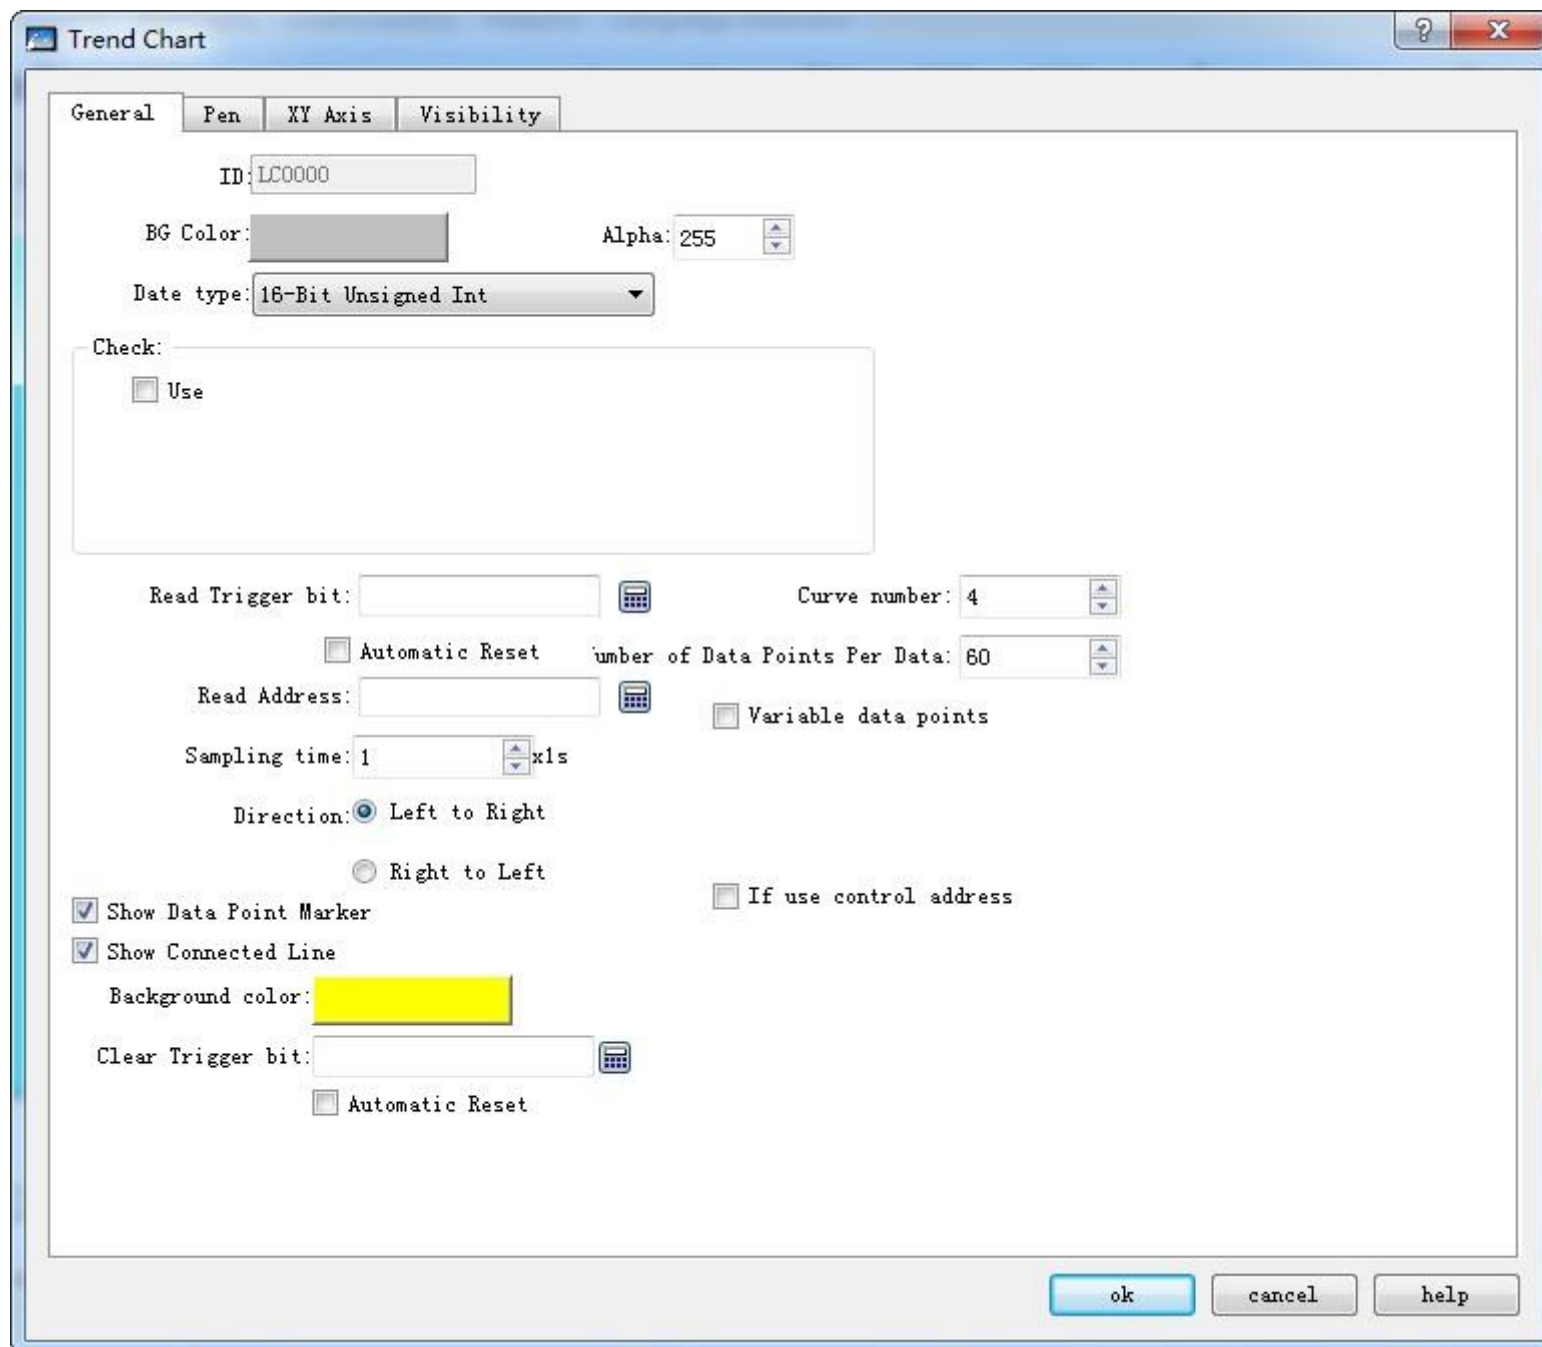 Trend Chart
General Pen XY Axis Visibility
ID: LC0000
BG Color: Alpha: 255
Date type: 16-Bit Unsigned Int
Check:
Use
Read Trigger bit: Curve number: 4
Automatic Reset umber of Data Points Per Data: 60
Read Address:
Variable data points
Sampling time: 1 x1s
Direction: Left to Right
Right to Left
If use control address
Show Data Point Marker
Show Connected Line
Background color:
Clear Trigger bit:
Automatic Reset
ok cancel help